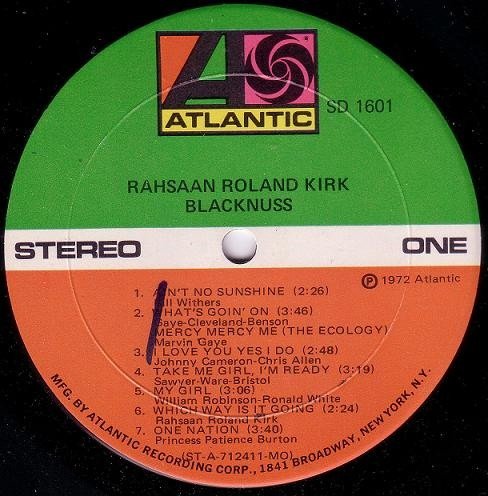 ATLANTIC
SD 1601
RAHSAAN ROLAND KIRK
BLACKNUSS
STEREO
ONE
P 1972 Atlantic
1. AIN'T NO SUNSHINE (2:26)
Bill Withers
2. WHAT'S GOIN' ON (3:46)
Gaye-Cleveland-Benson
MERCY MERCY ME (THE ECOLOGY)
Marvin Gaye
3. I LOVE YOU YES I DO (2:48)
Johnny Cameron-Chris Allen
4. TAKE ME GIRL, I'M READY (3:19)
Sawyer-Ware-Bristol
5. MY GIRL (3:06)
William Robinson-Ronald White
6. WHICH WAY IS IT GOING (2:24)
Rahsaan Roland Kirk
7. ONE NATION (3:40)
Princess Patience Burton
(ST-A-712411-MO)
MFG. BY ATLANTIC RECORDING CORP., 1841 BROADWAY, NEW YORK, N.Y.